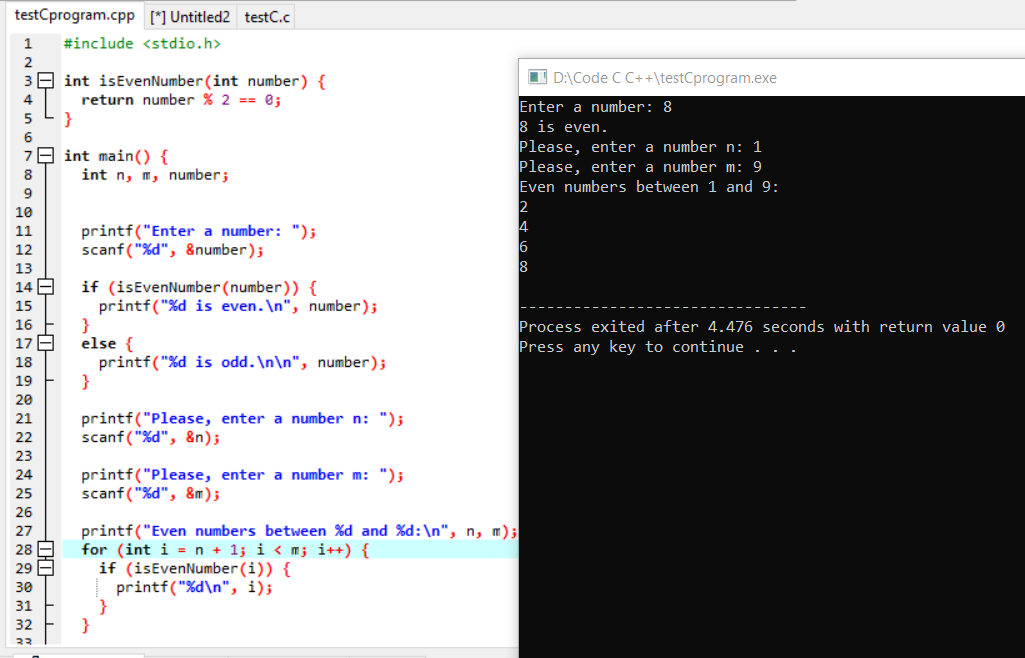 testCprogram.cpp [*] Untitled2 testC.c
1 #include <stdio.h>
2
3 int isEvenNumber(int number) {
4 return number % 2 == 0;
5 }
6
7 int main() {
8 int n, m, number;
9
10
11 printf("Enter a number: ");
12 scanf("%d", &number);
13
14 if (isEvenNumber(number)) {
15 printf("%d is even.\n", number);
16 }
17 else {
18 printf("%d is odd.\n\n", number);
19 }
20
21 printf("Please, enter a number n: ");
22 scanf("%d", &n);
23
24 printf("Please, enter a number m: ");
25 scanf("%d", &m);
26
27 printf("Even numbers between %d and %d:\n", n, m);
28 for (int i = n + 1; i < m; i++) {
29 if (isEvenNumber(i)) {
30 printf("%d\n", i);
31 }
32 }
33
D:\Code C C++\testCprogram.exe
Enter a number: 8
8 is even.
Please, enter a number n: 1
Please, enter a number m: 9
Even numbers between 1 and 9:
2
4
6
8
--------------------------------
Process exited after 4.476 seconds with return value 0
Press any key to continue . . .